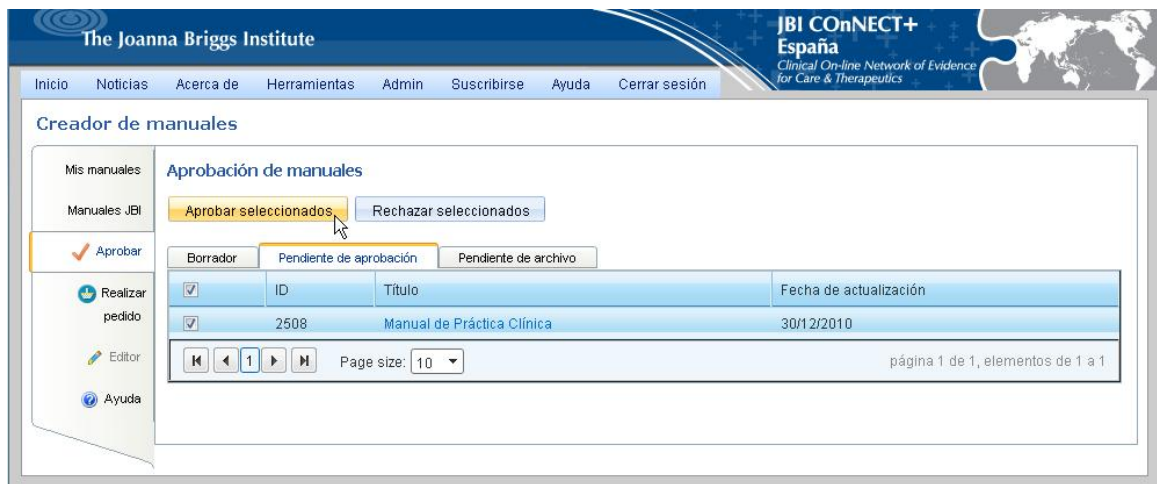 The Joanna Briggs Institute
JBI COnNECT+
España
Clinical On-line Network of Evidence
for Care & Therapeutics
Inicio Noticias Acerca de Herramientas Admin Suscribirse Ayuda Cerrar sesión
Creador de manuales
Mis manuales
Manuales JBI
Aprobar
Realizar
pedido
Editor
Ayuda
Aprobación de manuales
Aprobar seleccionados Rechazar seleccionados
Borrador Pendiente de aprobación Pendiente de archivo
ID Título Fecha de actualización
2508 Manual de Práctica Clínica 30/12/2010
1 Page size: 10 página 1 de 1, elementos de 1 a 1